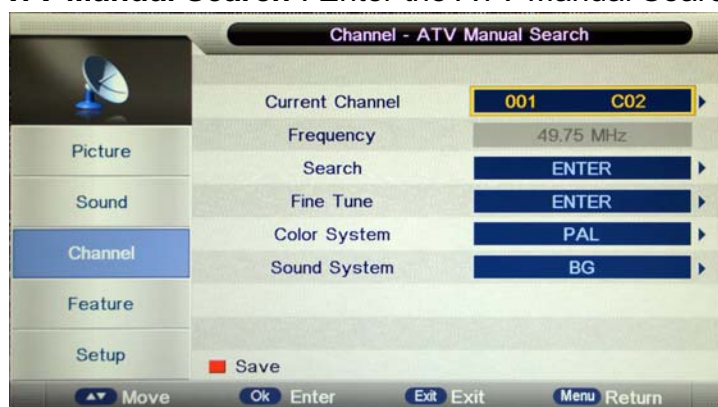 Channel - ATV Manual Search
Current Channel 001 C02
Frequency 49.75 MHz
Search ENTER
Fine Tune ENTER
Color System PAL
Sound System BG
Picture
Sound
Channel
Feature
Setup
Save
Move Ok Enter Exit Exit Menu Return